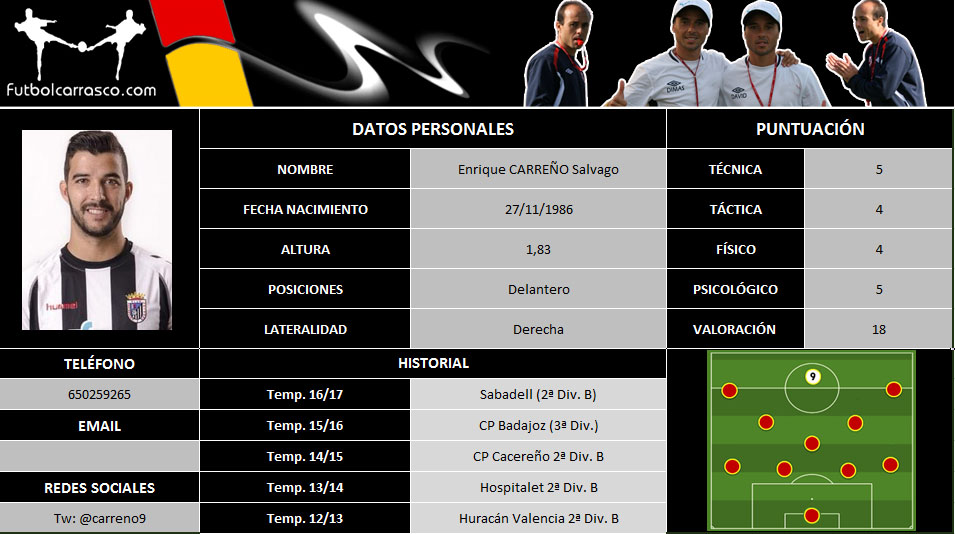 Futbolcarrasco.com
DIMAS
DAVID
DATOS PERSONALES
PUNTUACIÓN
NOMBRE
Enrique CARREÑO Salvago
TÉCNICA
5
FECHA NACIMIENTO
27/11/1986
TÁCTICA
4
ALTURA
1,83
FÍSICO
4
POSICIONES
Delantero
PSICOLÓGICO
5
LATERALIDAD
Derecha
VALORACIÓN
18
hummel
TELÉFONO
650259265
EMAIL
REDES SOCIALES
Tw: @carreno9
HISTORIAL
Temp. 16/17
Sabadell (2ª Div. B)
Temp. 15/16
CP Badajoz (3ª Div.)
Temp. 14/15
CP Cacereño 2ª Div. B
Temp. 13/14
Hospitalet 2ª Div. B
Temp. 12/13
Huracán Valencia 2ª Div. B
9